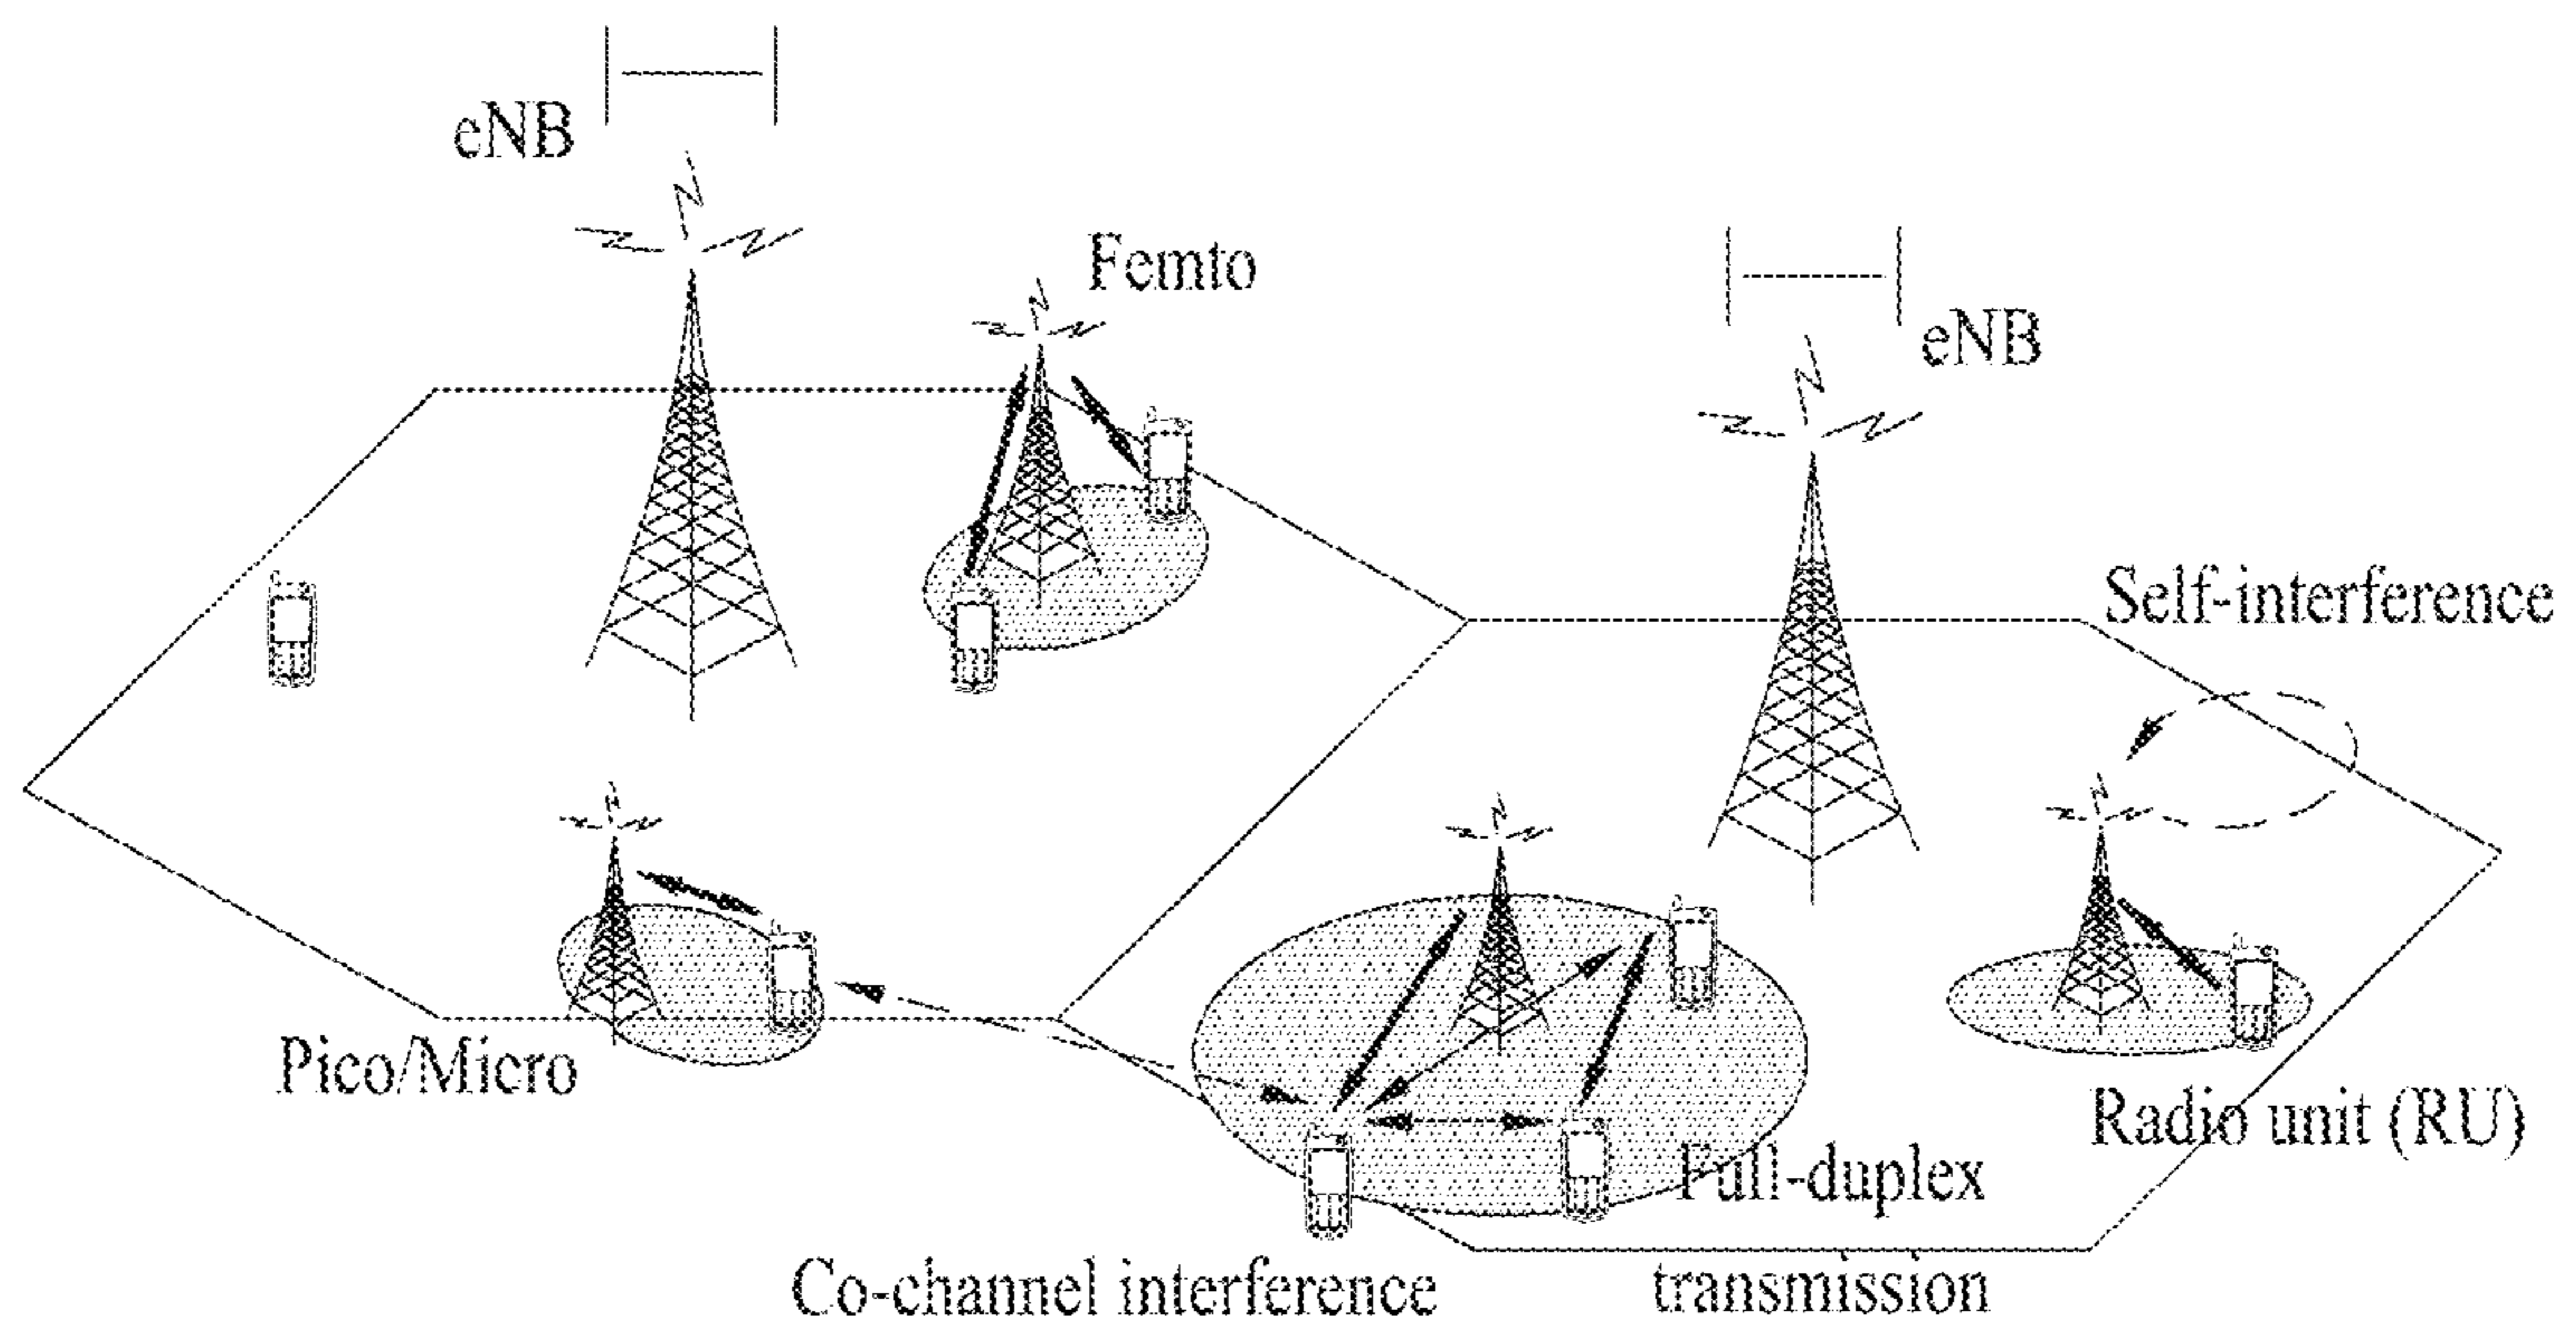 eNB
Femto
eNB
Self-interference
Pico/Micro
Radio unit (RU)
Full-duplex
transmission
Co-channel interference